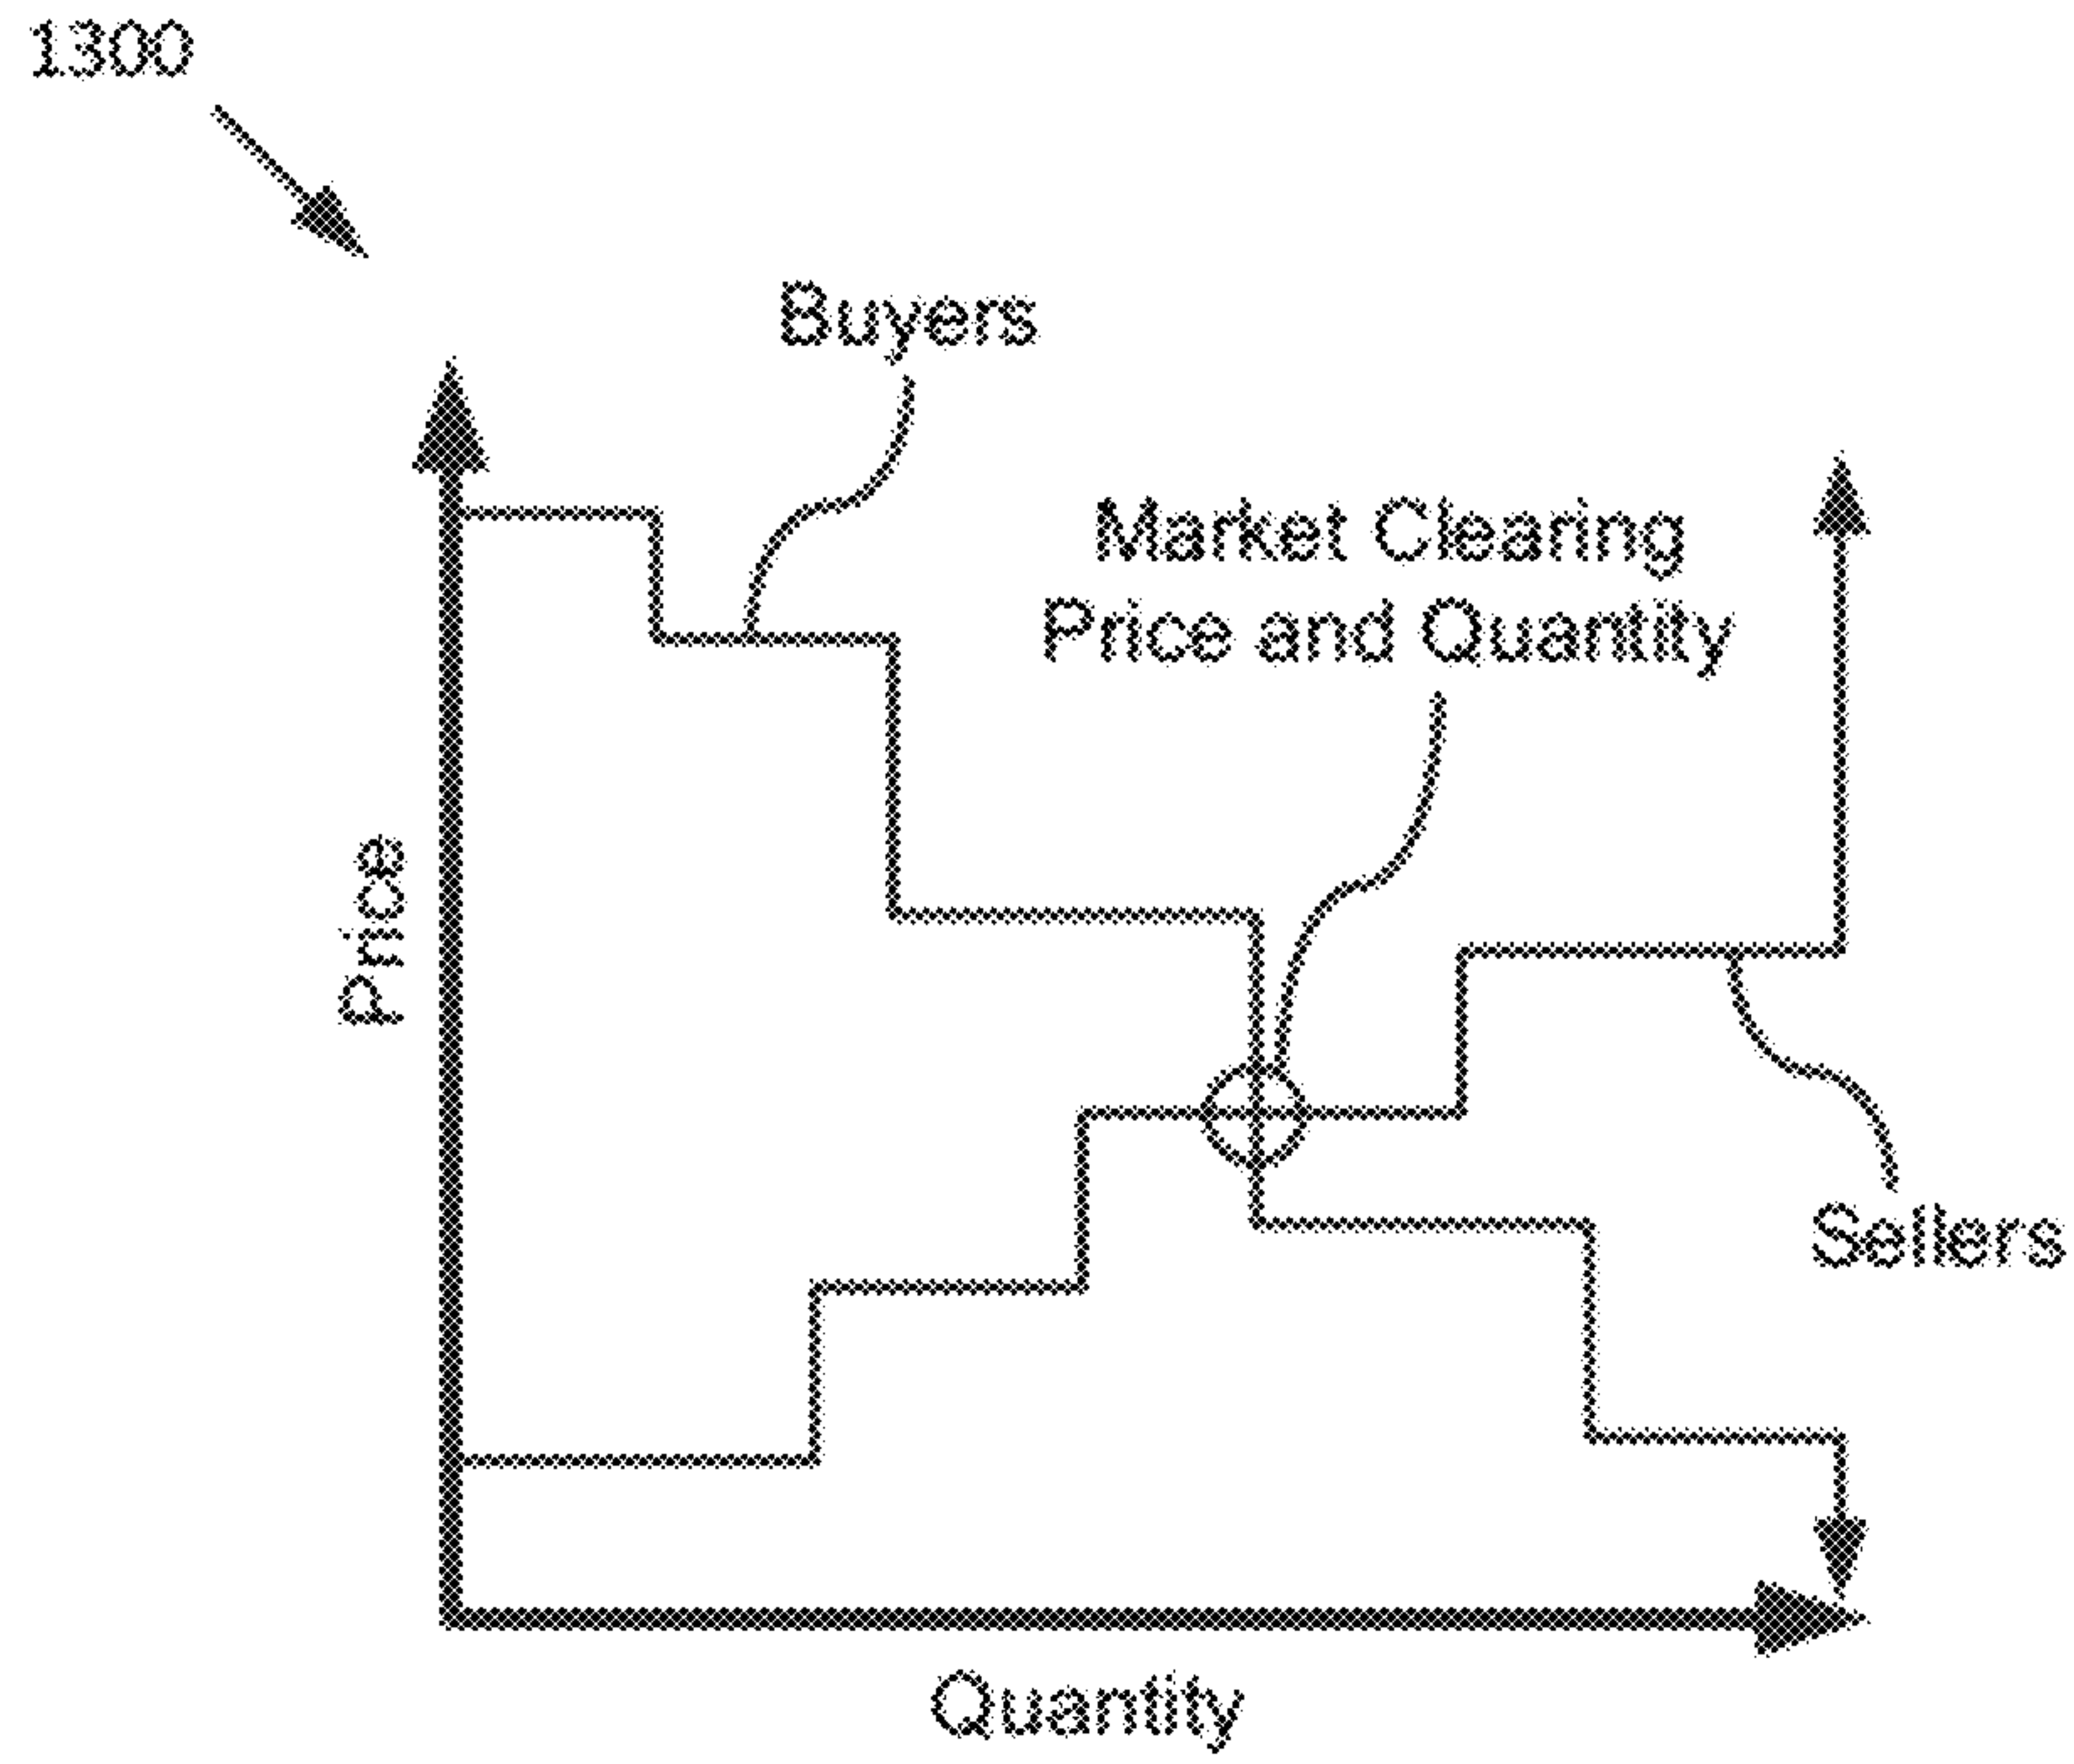 1300
Buyers
Market Clearing
Price and Quantity
Price
Sellers
Quantity